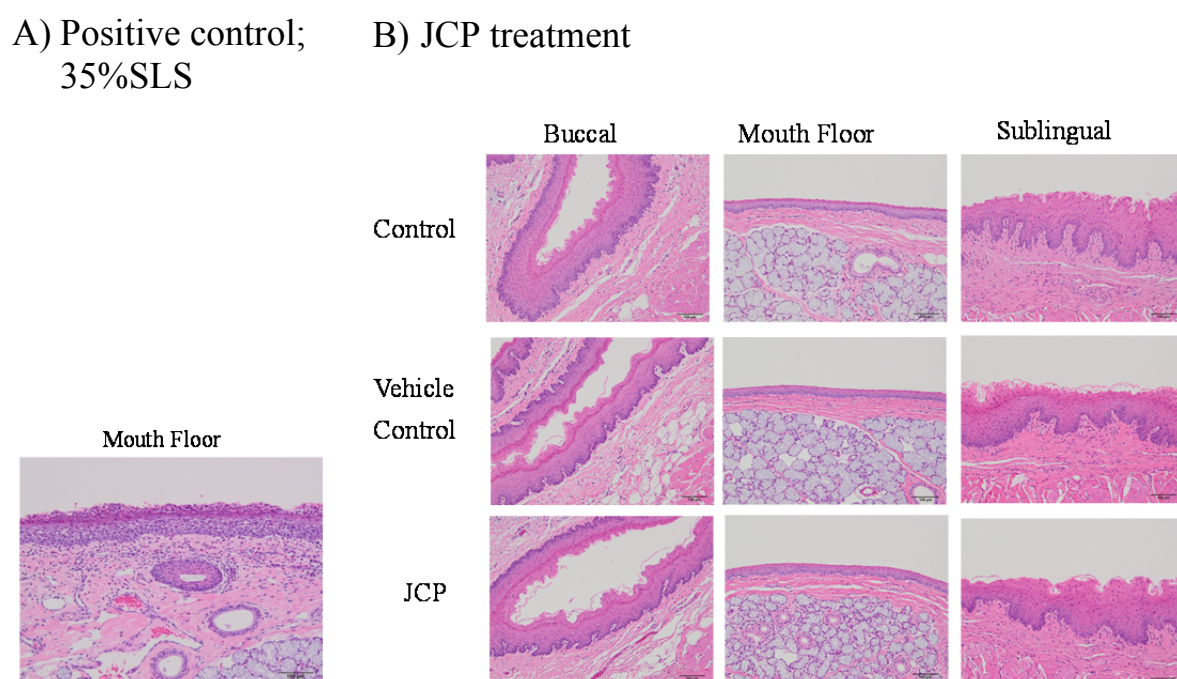 A) Positive control;
35%SLS
B) JCP treatment
Buccal
Mouth Floor
Sublingual
Control
Vehicle
Control
JCP
Mouth Floor